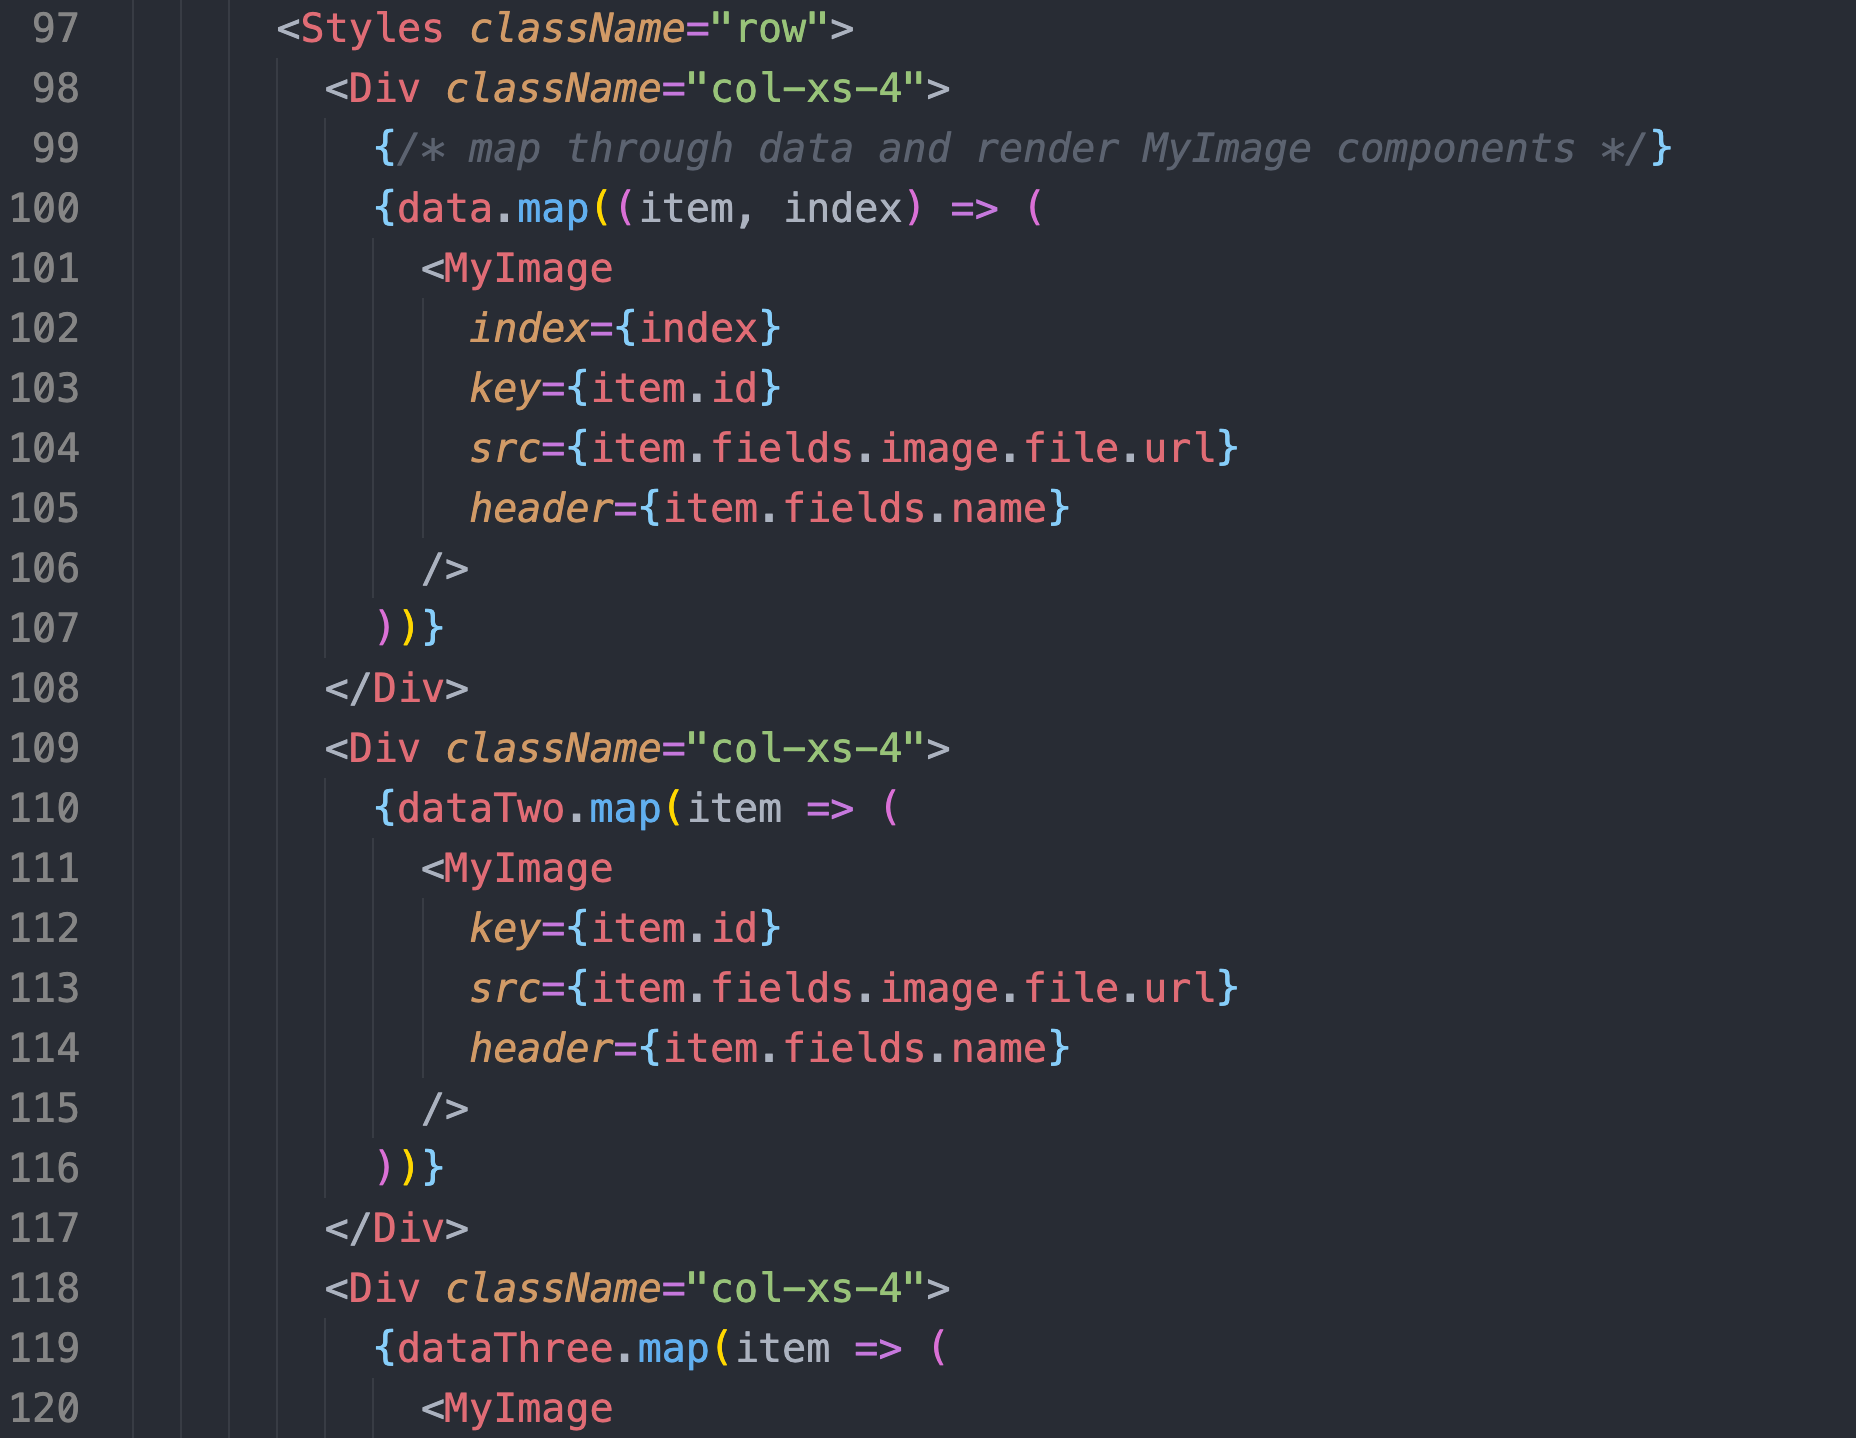 97 <Styles className="row">
98 <Div className="col-xs-4">
99 {/* map through data and render MyImage components */}
100 {data.map((item, index) => (
101 <MyImage
102 index={index}
103 key={item.id}
104 src={item.fields.image.file.url}
105 header={item.fields.name}
106 />
107 ))}
108 </Div>
109 <Div className="col-xs-4">
110 {dataTwo.map(item => (
111 <MyImage
112 key={item.id}
113 src={item.fields.image.file.url}
114 header={item.fields.name}
115 />
116 ))}
117 </Div>
118 <Div className="col-xs-4">
119 {dataThree.map(item => (
120 <MyImage